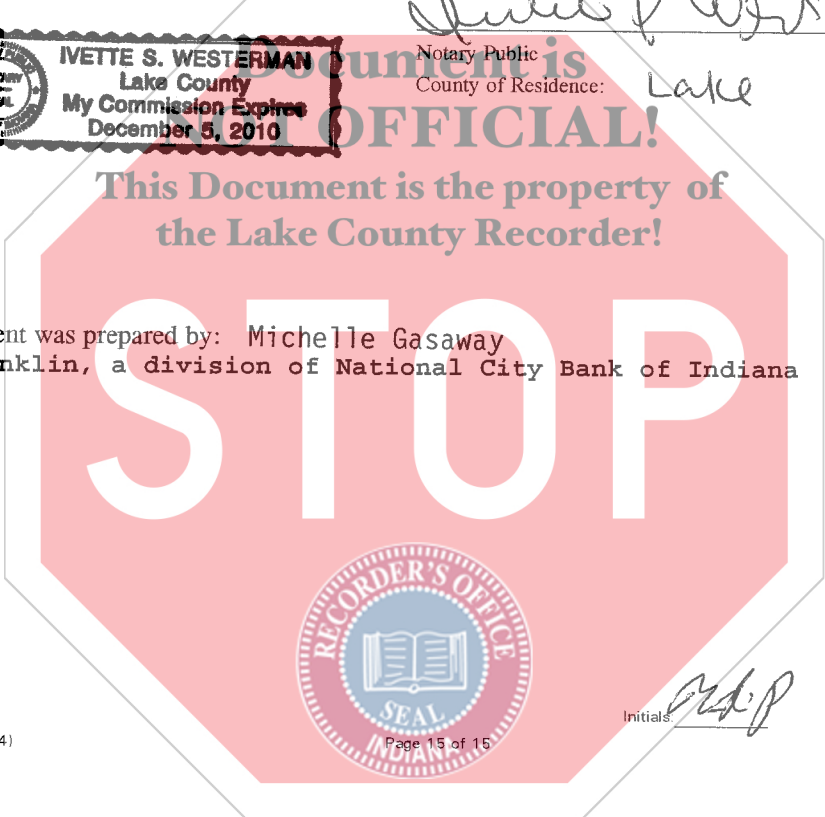 IVETTE S. WESTERMAN
Lake County
My Commission Expires
December 5, 2010
Notary Public
County of Residence: Lake
Document is
NOT OFFICIAL!
This Document is the property of
the Lake County Recorder!
ent was prepared by: Michelle Gasaway
nklin, a division of National City Bank of Indiana
STOP
RECORDER'S OFFICE
SEAL
INDIANA
Initials:
4)
Page 15 of 15